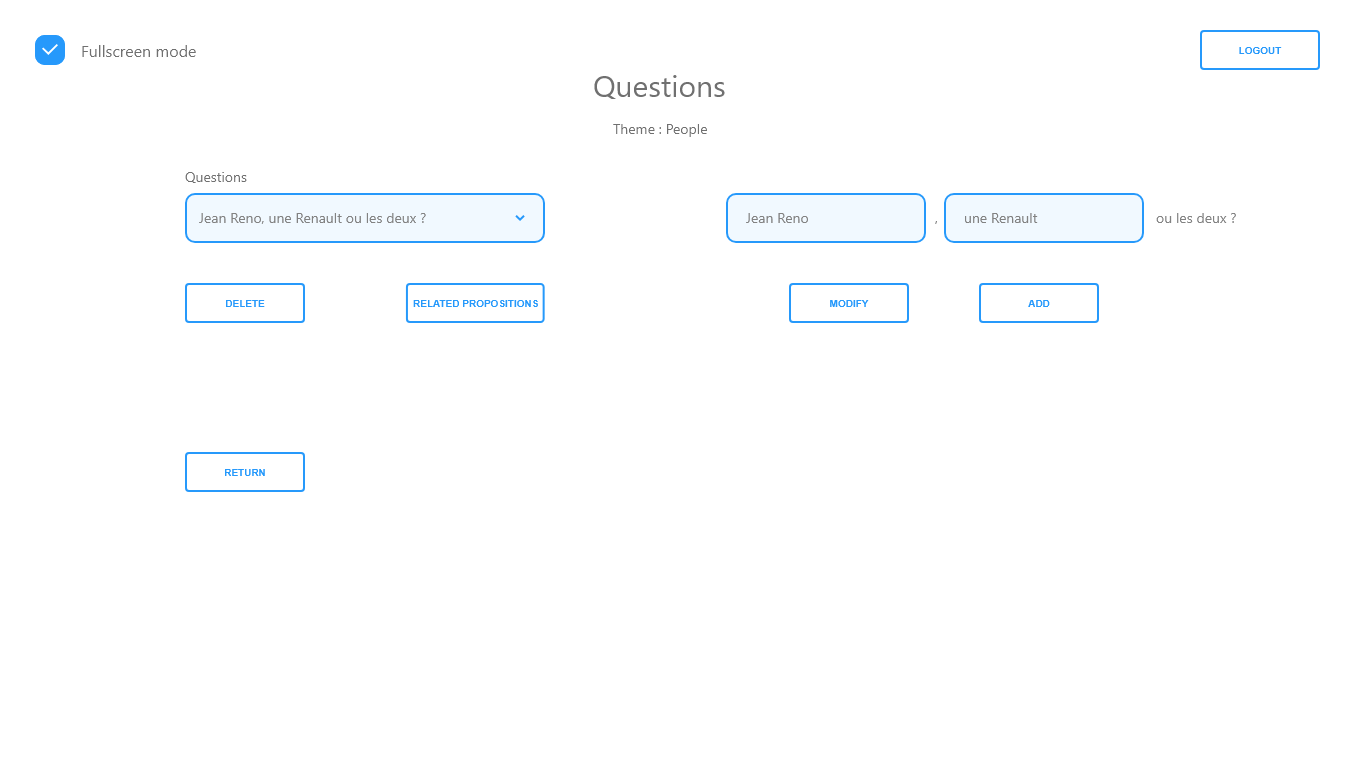 Fullscreen mode
LOGOUT
Questions
Theme : People
Questions
Jean Reno, une Renault ou les deux ?
Jean Reno , une Renault ou les deux ?
DELETE
RELATED PROPOSITIONS
MODIFY
ADD
RETURN